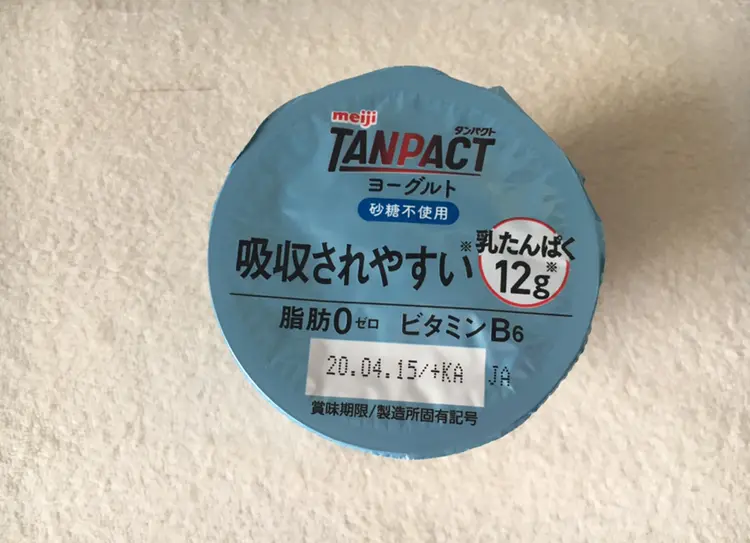 meiji
タンパクト
TANPACT
ヨーグルト
砂糖不使用
吸収されやすい※ 乳たんぱく
12g※
脂肪0ゼロ ビタミンB6
20.04.15/+KA JA
賞味期限/製造所固有記号